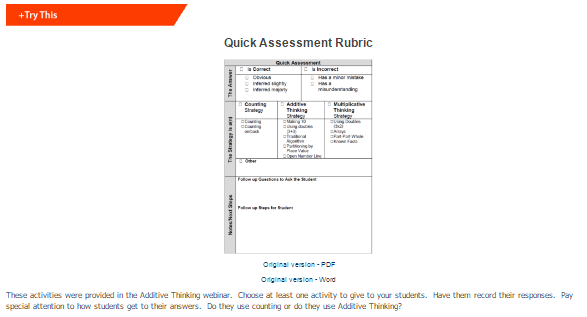 +Try This
Quick Assessment Rubric
Quick Assessment
The Answer
Is Correct
Obvious
Inferred slightly
Inferred majorly
Is Incorrect
Has a minor mistake
Has a
misunderstanding
The Strategy is a/n:
Counting
Strategy
Counting
Counting
on/back
Additive
Thinking
Strategy
Making 10
Using doubles
(3+3)
Traditional
Algorithm
Partitioning by
Place Value
Open Number Line
Multiplicative
Thinking
Strategy
Using Doubles
(3x2)
Arrays
Part-Part-Whole
Known Facts
Other
Notes/Next Steps
Follow up Questions to Ask the Student
Follow up Steps for Student
Original version - PDF
Original version - Word
These activities were provided in the Additive Thinking webinar. Choose at least one activity to give to your students. Have them record their responses. Pay
special attention to how students get to their answers. Do they use counting or do they use Additive Thinking?